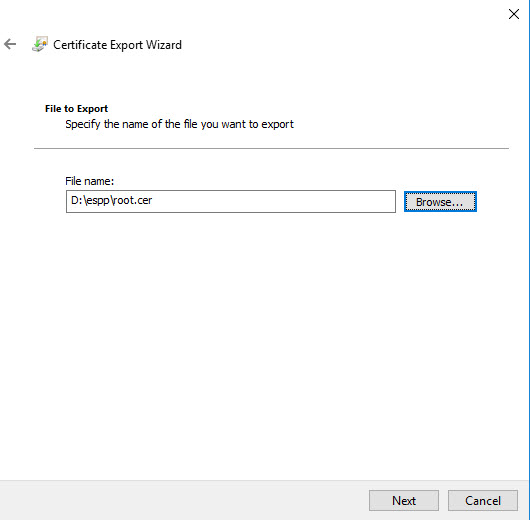 Certificate Export Wizard
File to Export
Specify the name of the file you want to export
File name:
D:\espp\root.cer
Browse...
Next
Cancel